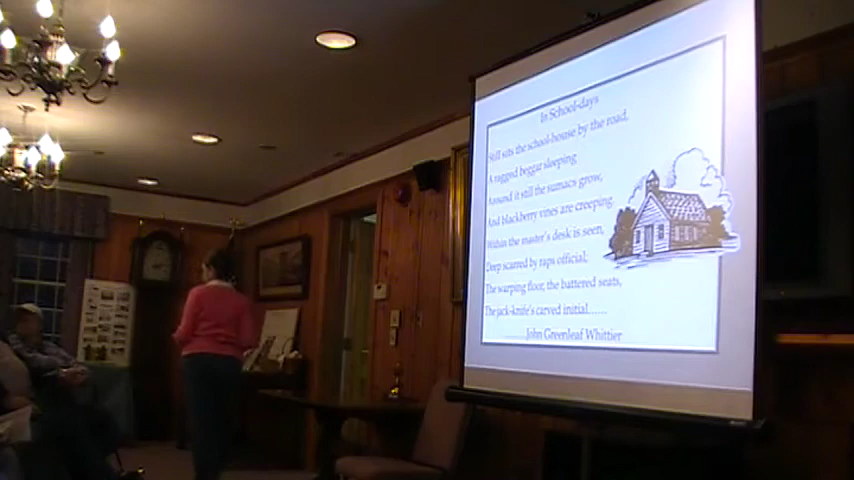 In School-days
Still sits the school-house by the road,
A ragged beggar sleeping
Around it still the sumacs grow,
And blackberry vines are creeping.
Within the master's desk is seen,
Deep scarred by raps official,
The warping floor, the battered seats,
The jack-knife's carved initial......
John Greenleaf Whittier